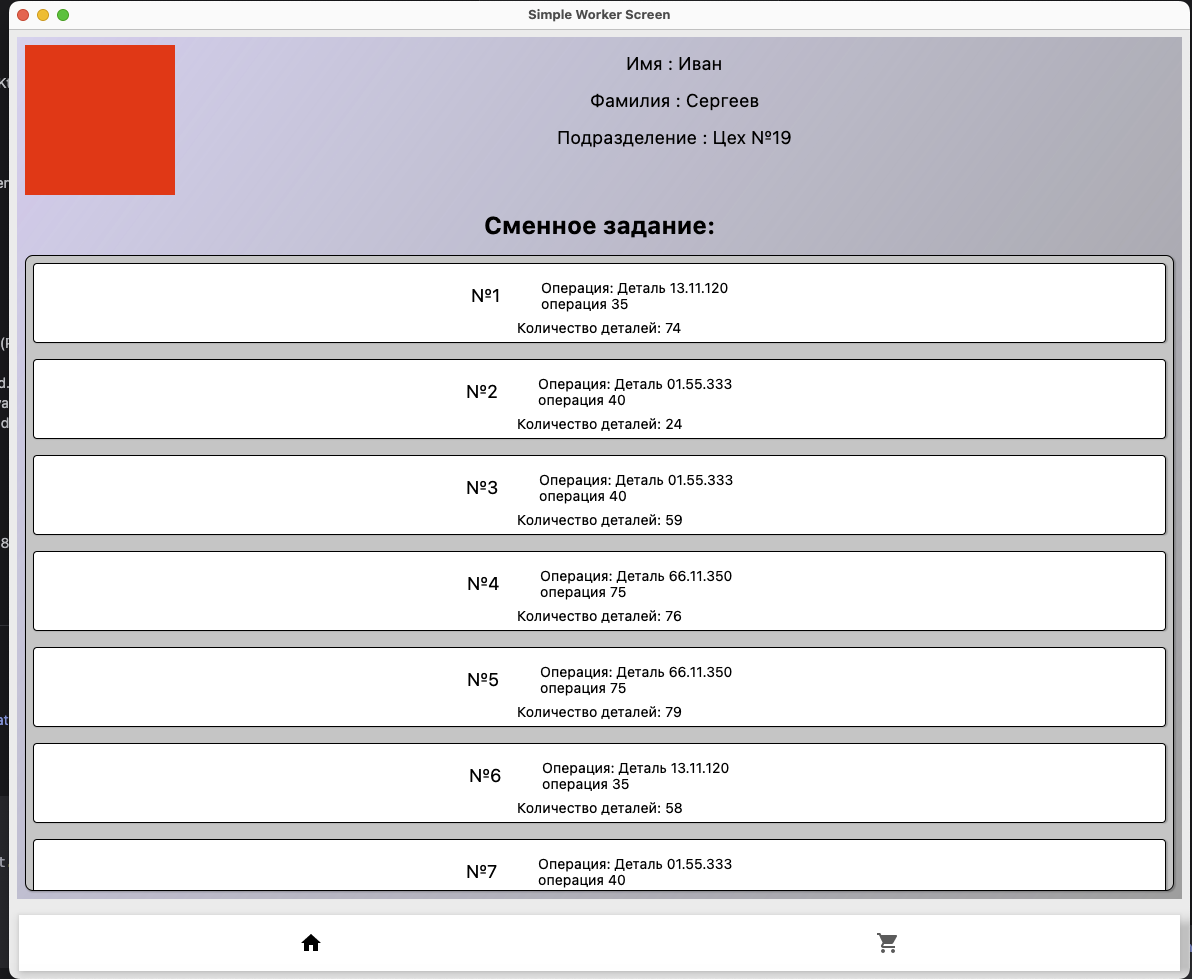 Simple Worker Screen
Имя : Иван
Фамилия : Сергеев
Подразделение : Цех №19
Сменное задание:
№1
Операция: Деталь 13.11.120
операция 35
Количество деталей: 74
№2
Операция: Деталь 01.55.333
операция 40
Количество деталей: 24
№3
Операция: Деталь 01.55.333
операция 40
Количество деталей: 59
№4
Операция: Деталь 66.11.350
операция 75
Количество деталей: 76
№5
Операция: Деталь 66.11.350
операция 75
Количество деталей: 79
№6
Операция: Деталь 13.11.120
операция 35
Количество деталей: 58
№7
Операция: Деталь 01.55.333
операция 40